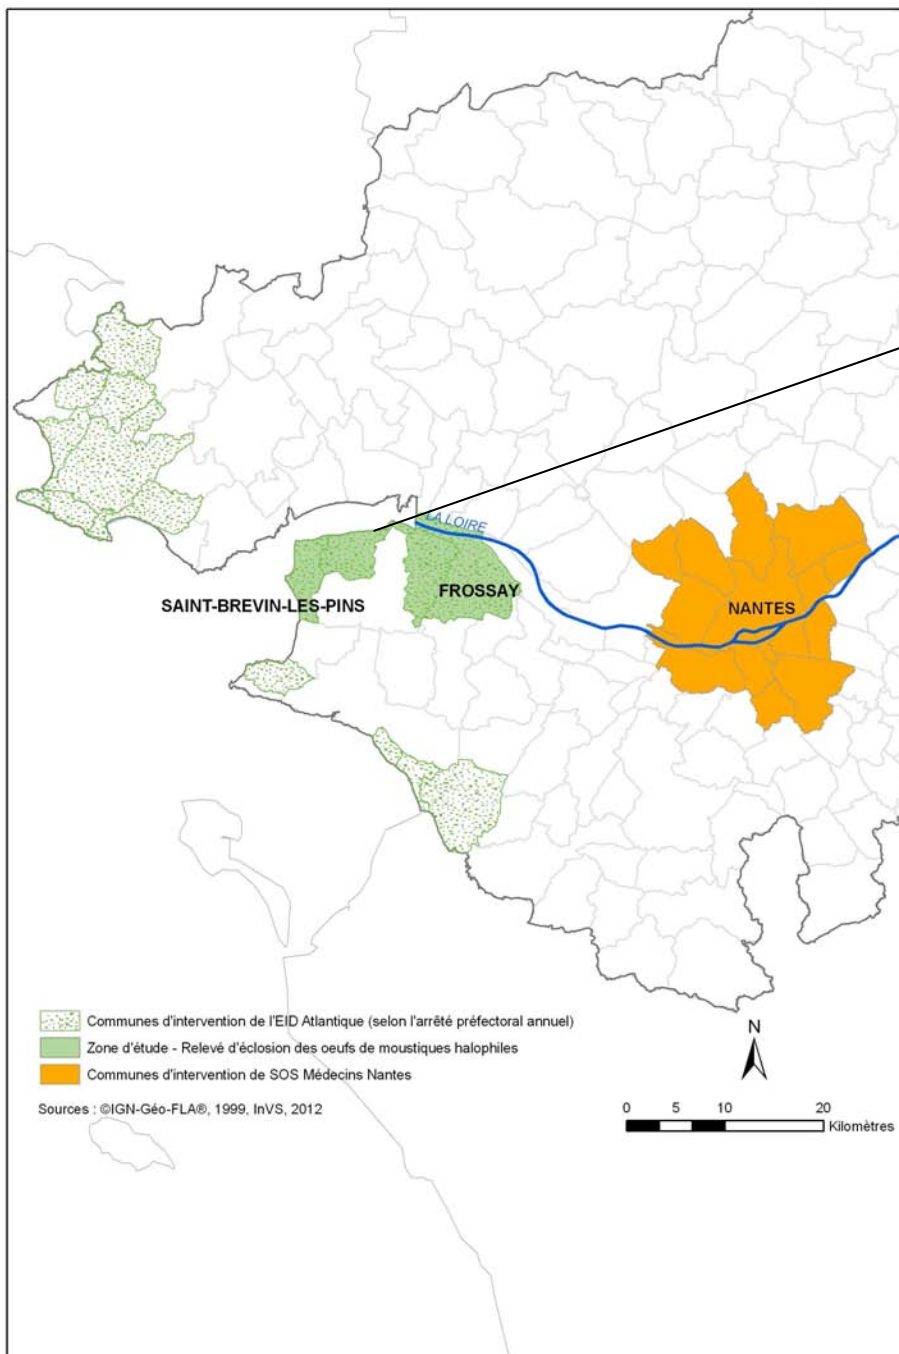 LA LOIRE
FROSSAY
SAINT-BREVIN-LES-PINS
NANTES
Communes d'intervention de l'EID Atlantique (selon l'arrêté préfectoral annuel)
Zone d'étude - Relevé d'éclosion des oeufs de moustiques halophiles
Communes d'intervention de SOS Médecins Nantes
Sources : ©IGN-Géo-FLA®, 1999, InVS, 2012
N
0 5 10 20
Kilomètres